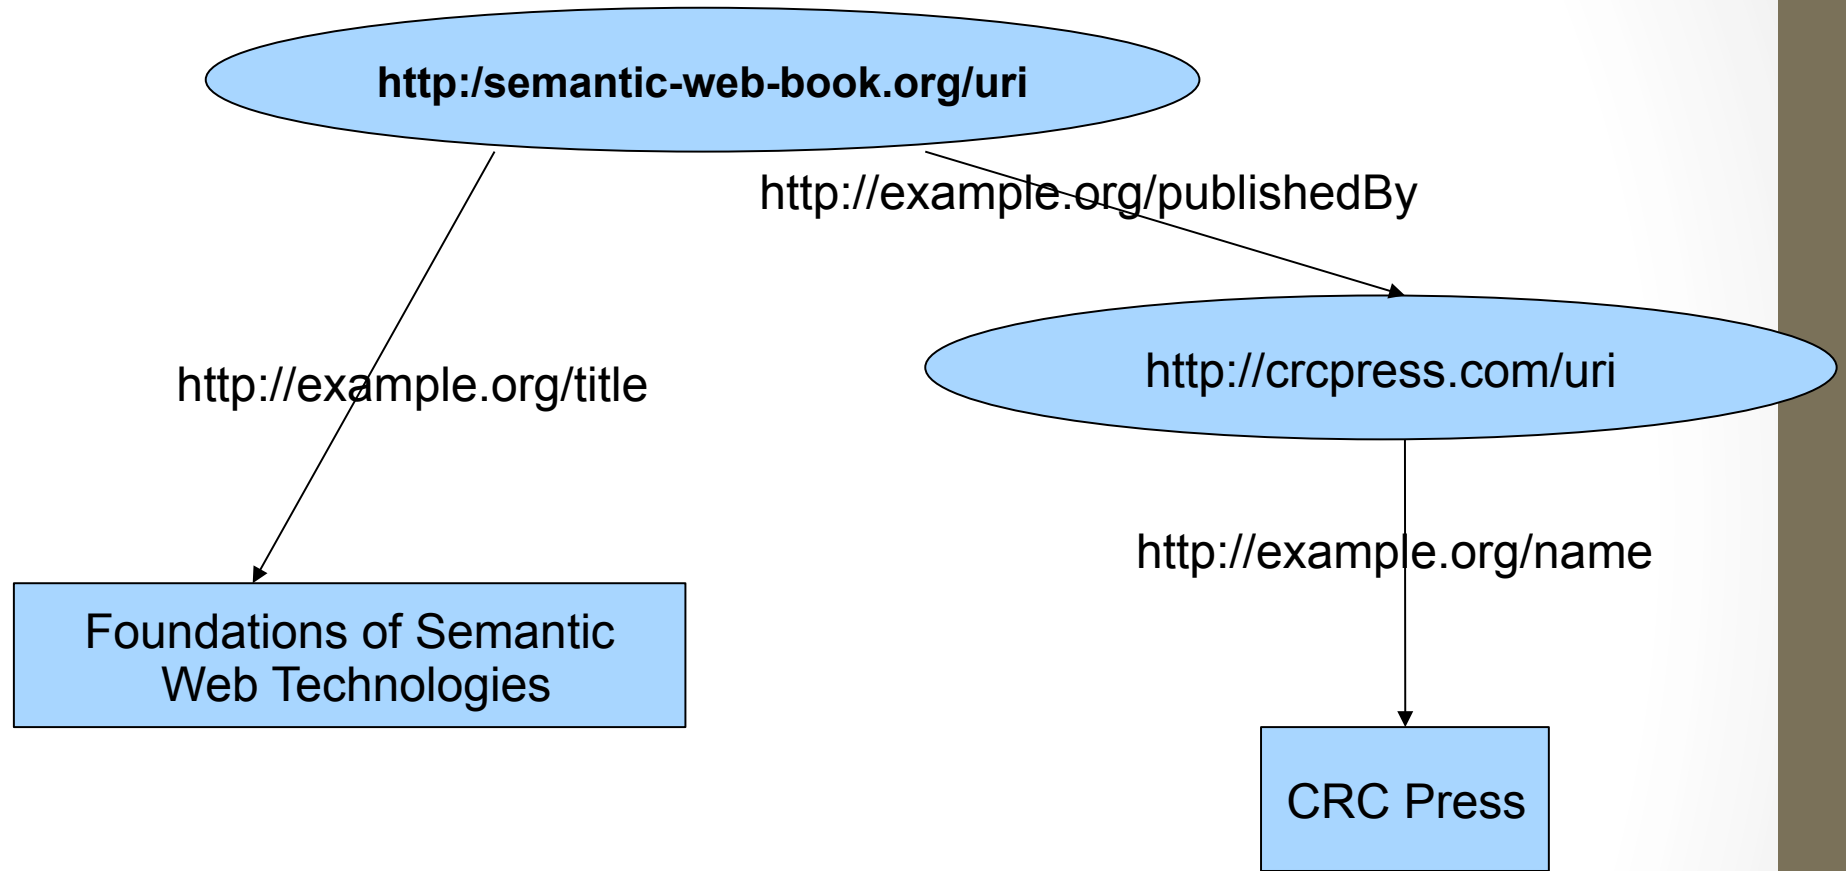 http:/semantic-web-book.org/uri
http://example.org/publishedBy
http://example.org/title
http://crcpress.com/uri
http://example.org/name
Foundations of Semantic
Web Technologies
CRC Press